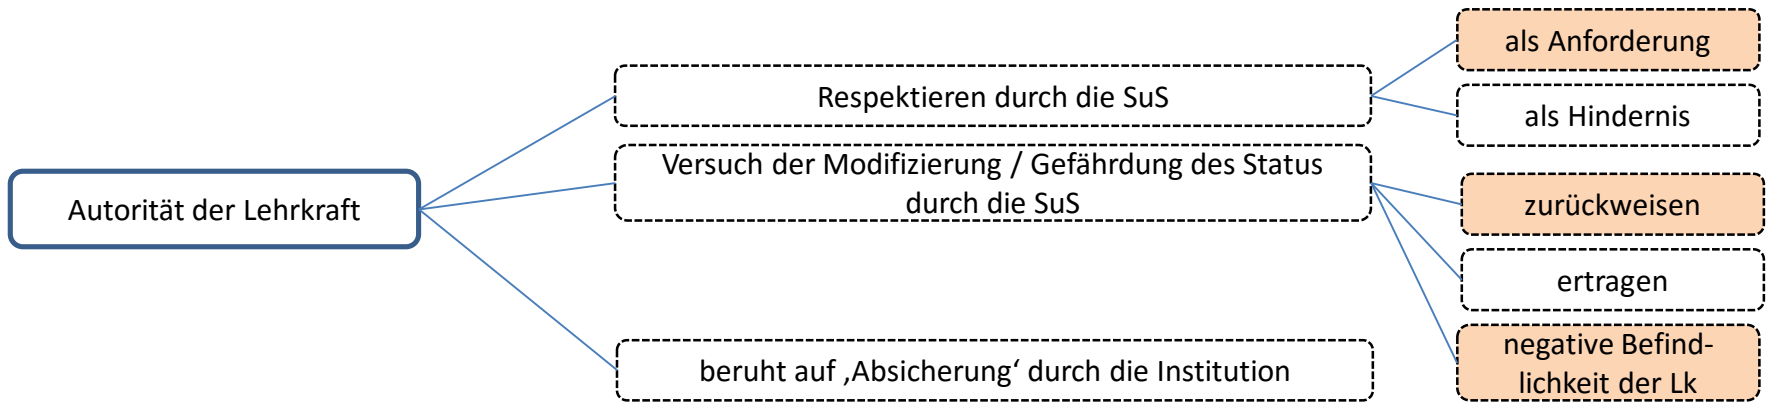 Autorität der Lehrkraft
Respektieren durch die SuS
als Anforderung
als Hindernis
Versuch der Modifizierung / Gefährdung des Status
durch die SuS
zurückweisen
ertragen
negative Befind-
lichkeit der Lk
beruht auf ‚Absicherung‘ durch die Institution